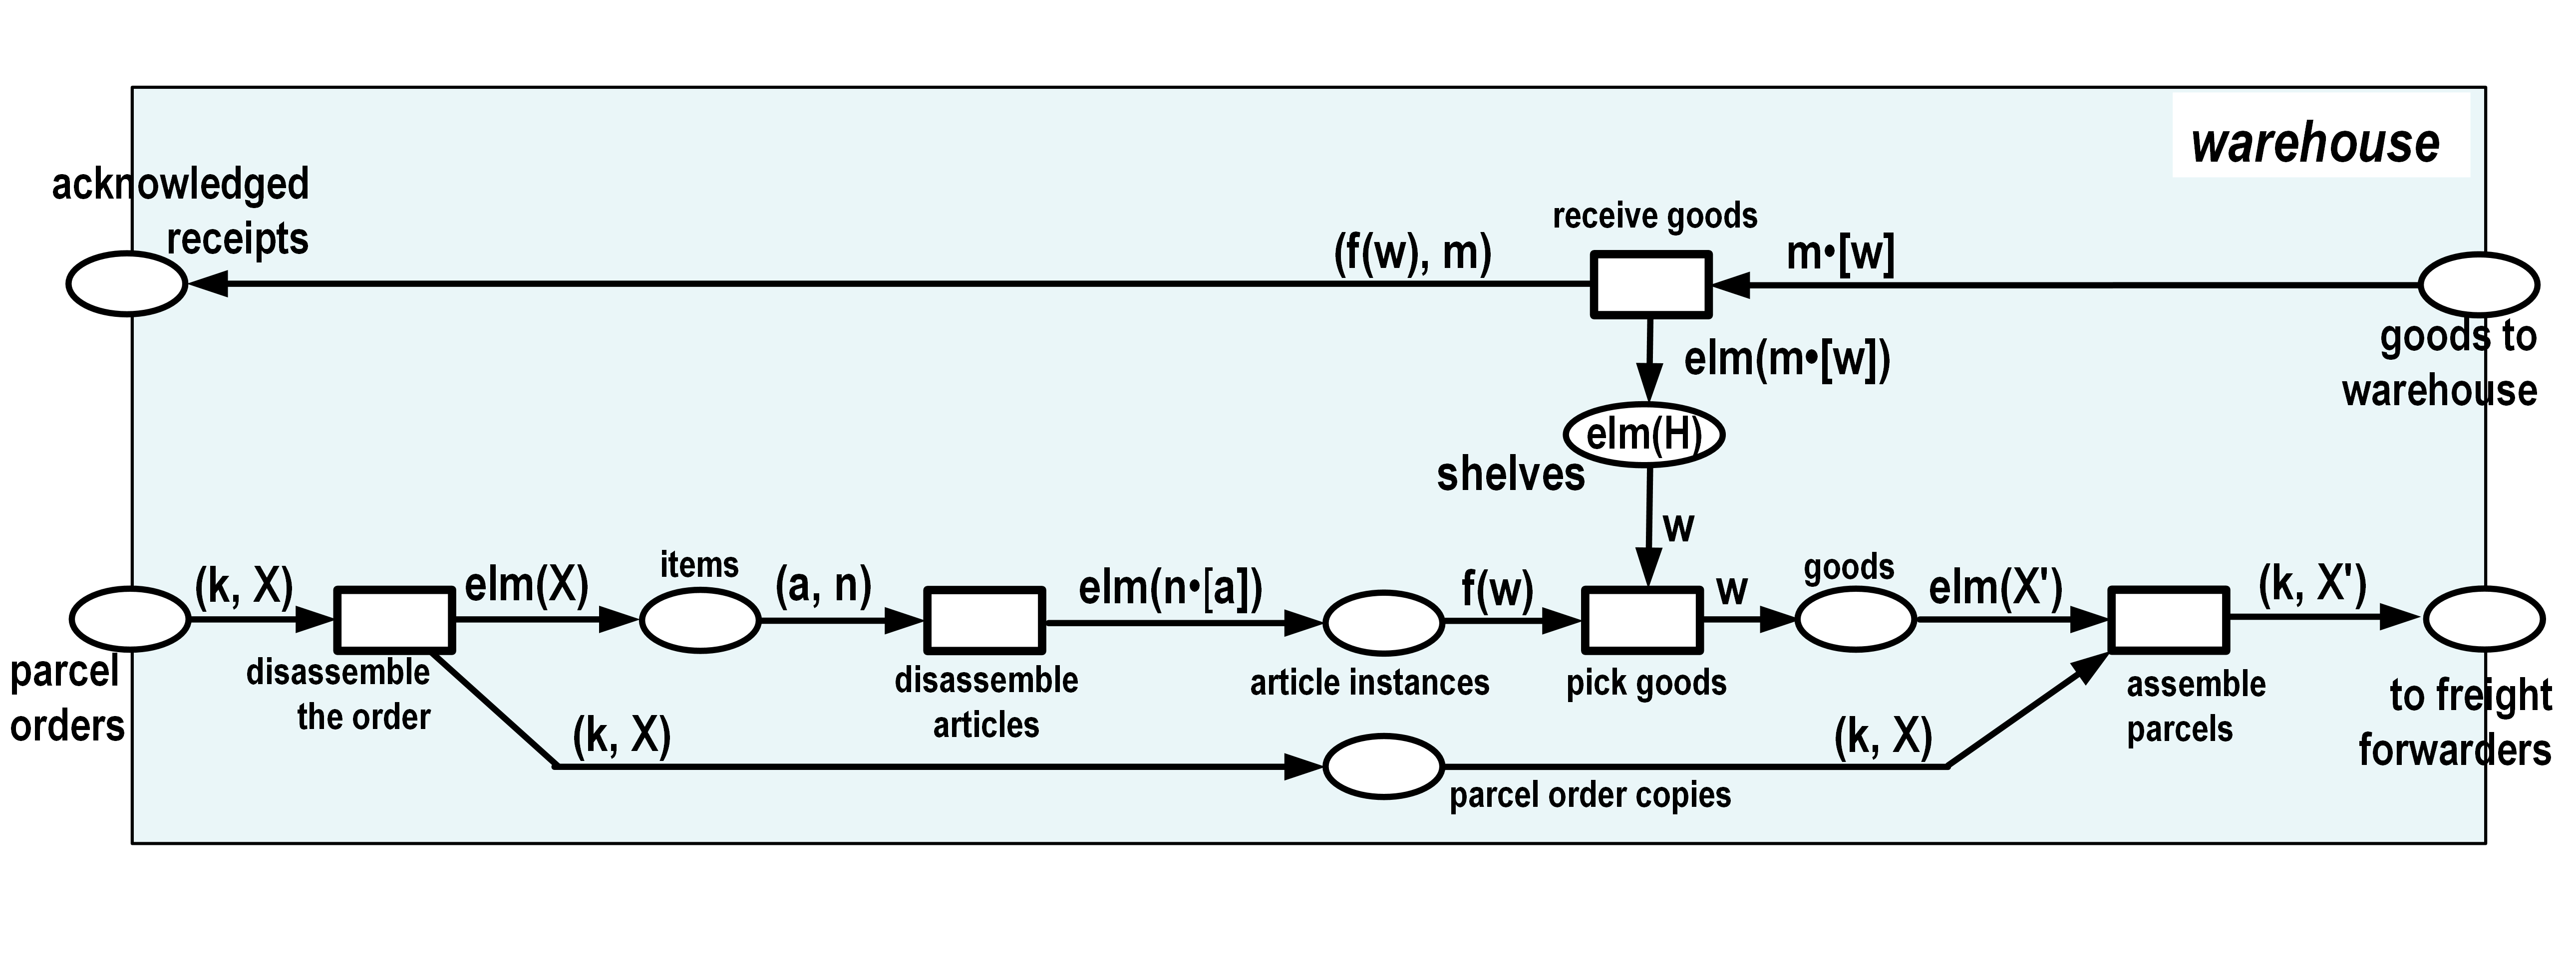 warehouse
acknowledged
receipts
(f(w), m)
receive goods
m•[w]
goods to
warehouse
elm(m•[w])
elm(H)
shelves
w
parcel
orders
(k, X)
disassemble
the order
elm(X)
items
(a, n)
disassemble
articles
elm(n•[a])
article instances
f(w)
pick goods
w
goods
elm(X')
assemble
parcels
(k, X')
to freight
forwarders
(k, X)
parcel order copies
(k, X)